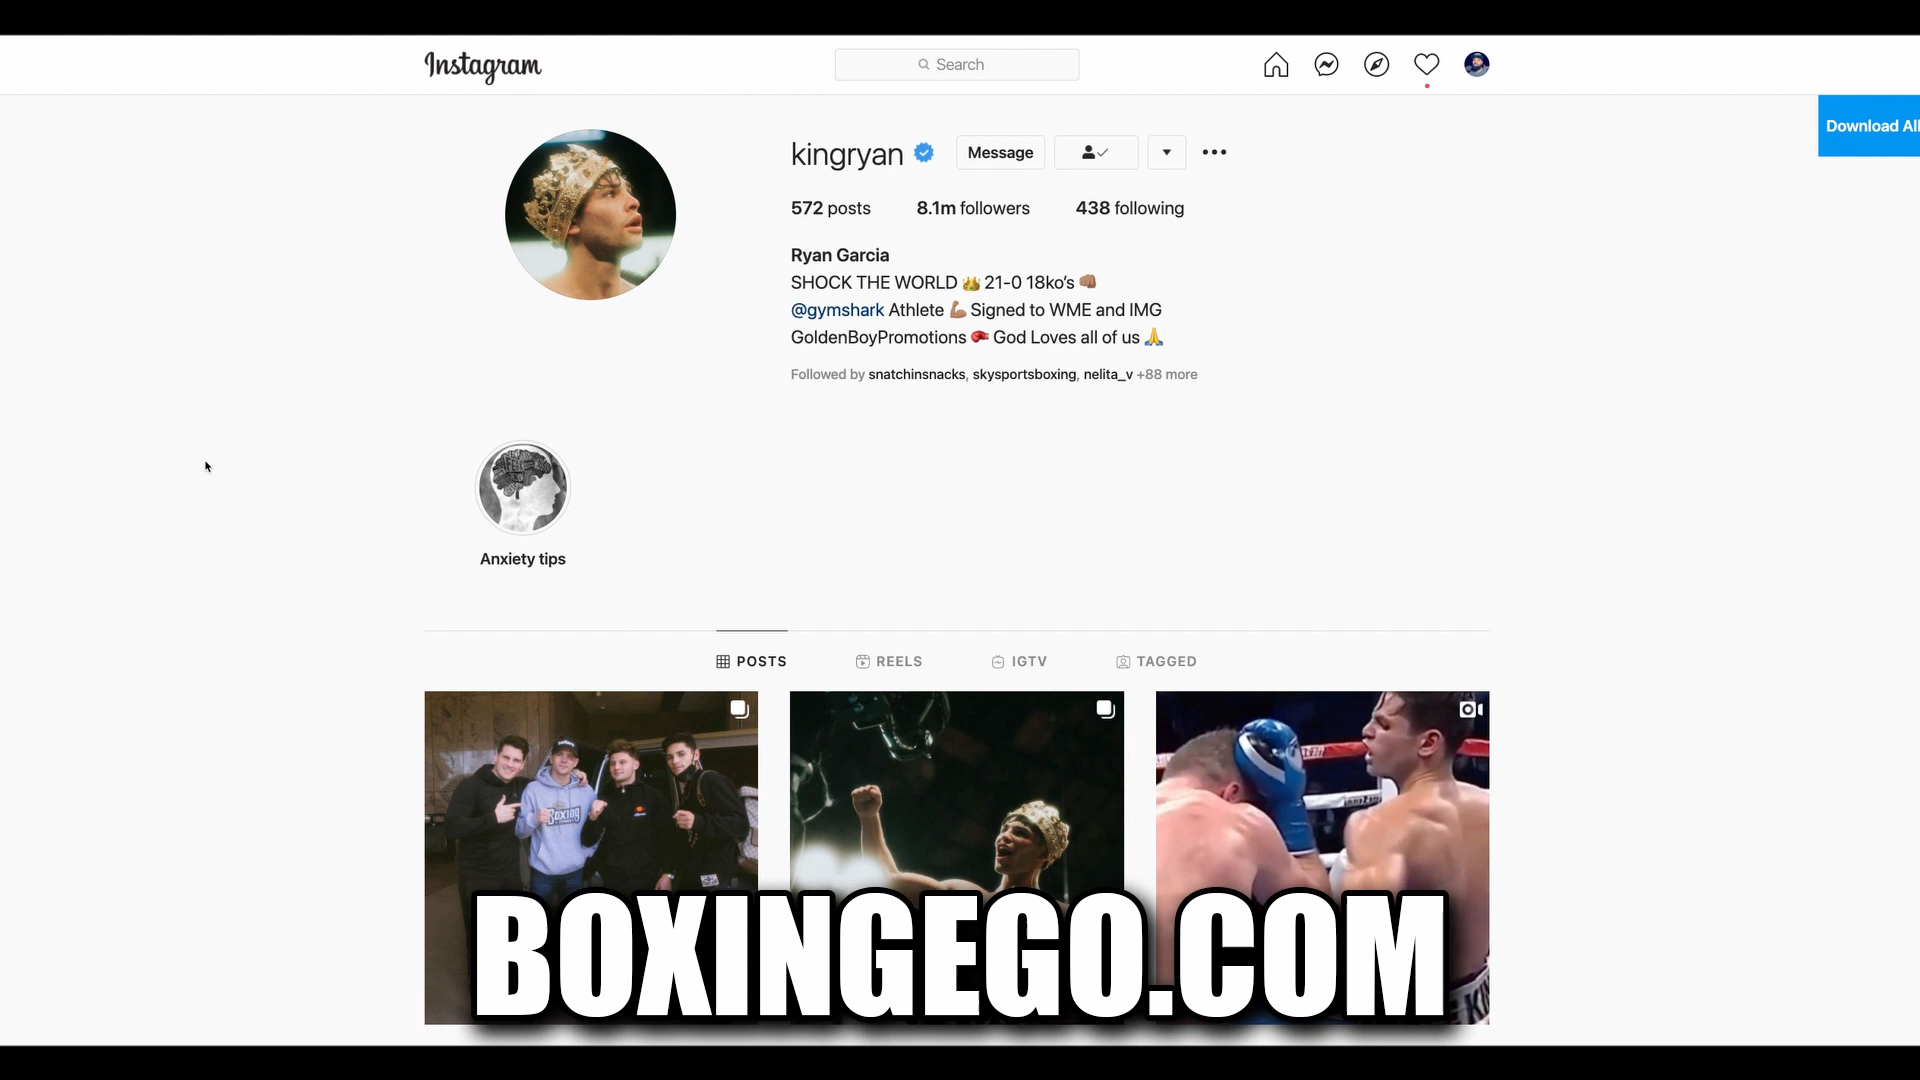 Instagram
Search
Download All
kingryan
Message
572 posts 8.1m followers 438 following
Ryan Garcia
SHOCK THE WORLD 👑 21-0 18ko's 👊🏽
@gymshark Athlete 💪🏽 Signed to WME and IMG
GoldenBoyPromotions 🥊 God Loves all of us 🙏
Followed by snatchinsnacks, skysportsboxing, nelita_v +88 more
FEAR
Anxiety tips
POSTS REELS IGTV TAGGED
Boxing
BOXINGEGO.COM